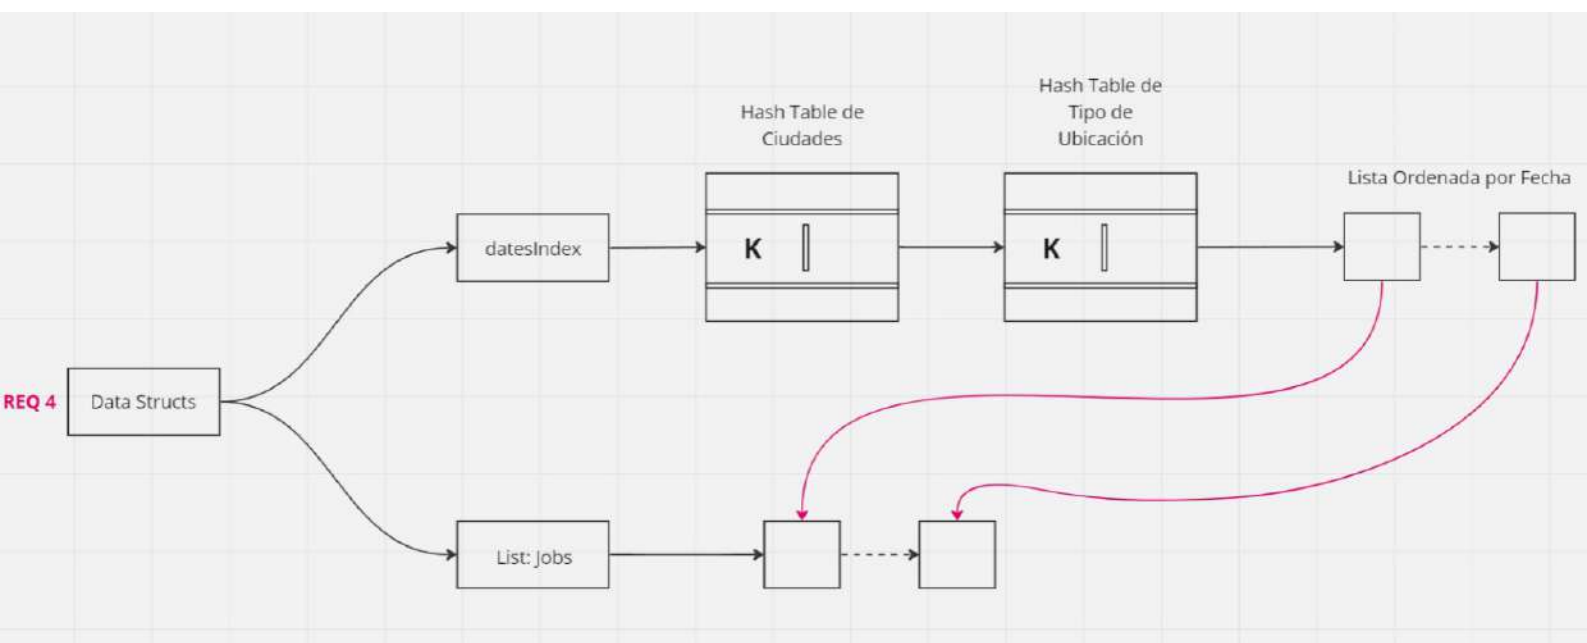 Hash Table de
Ciudades
Hash Table de
Tipo de
Ubicación
Lista Ordenada por Fecha
datesIndex
K
K
REQ 4
Data Structs
List: Jobs